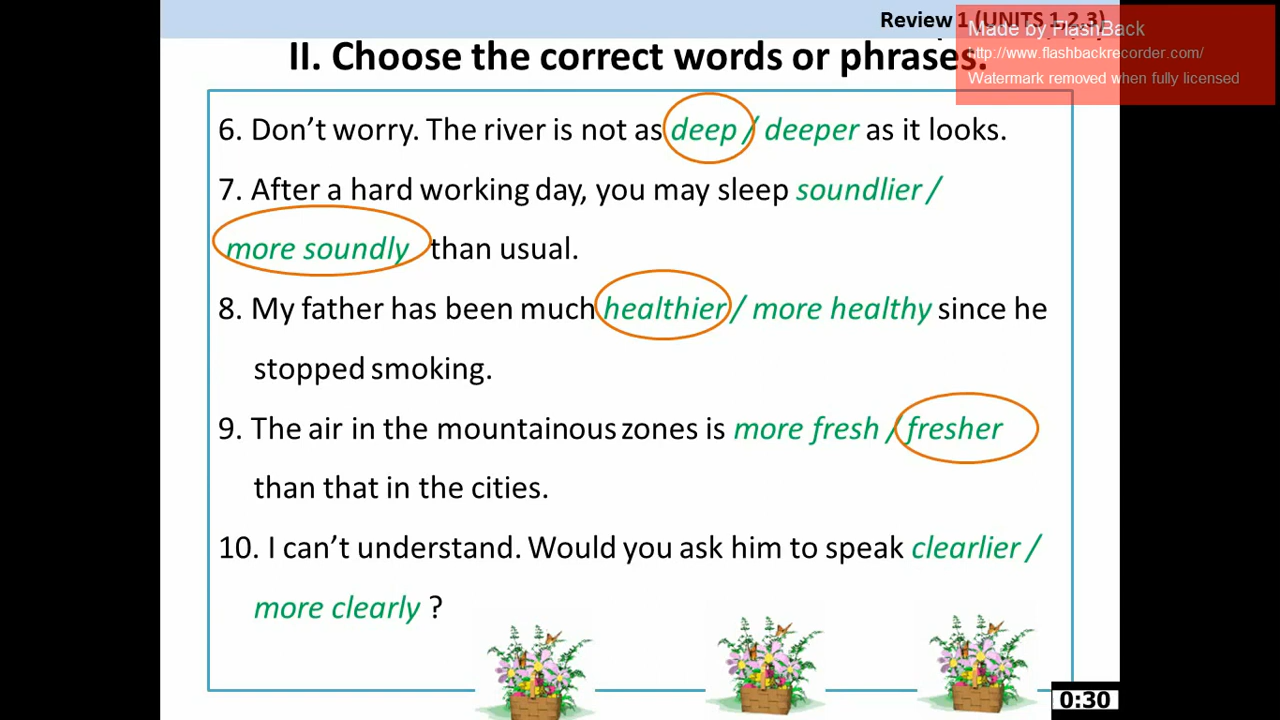 Review 1 (UNITS 1,2,3)
Made by FlashBack
http://www.flashbackrecorder.com/
Watermark removed when fully licensed
II. Choose the correct words or phrases.
6. Don't worry. The river is not as deep / deeper as it looks.
7. After a hard working day, you may sleep soundlier /
more soundly than usual.
8. My father has been much healthier / more healthy since he
stopped smoking.
9. The air in the mountainous zones is more fresh / fresher
than that in the cities.
10. I can't understand. Would you ask him to speak clearlier /
more clearly ?
0:30